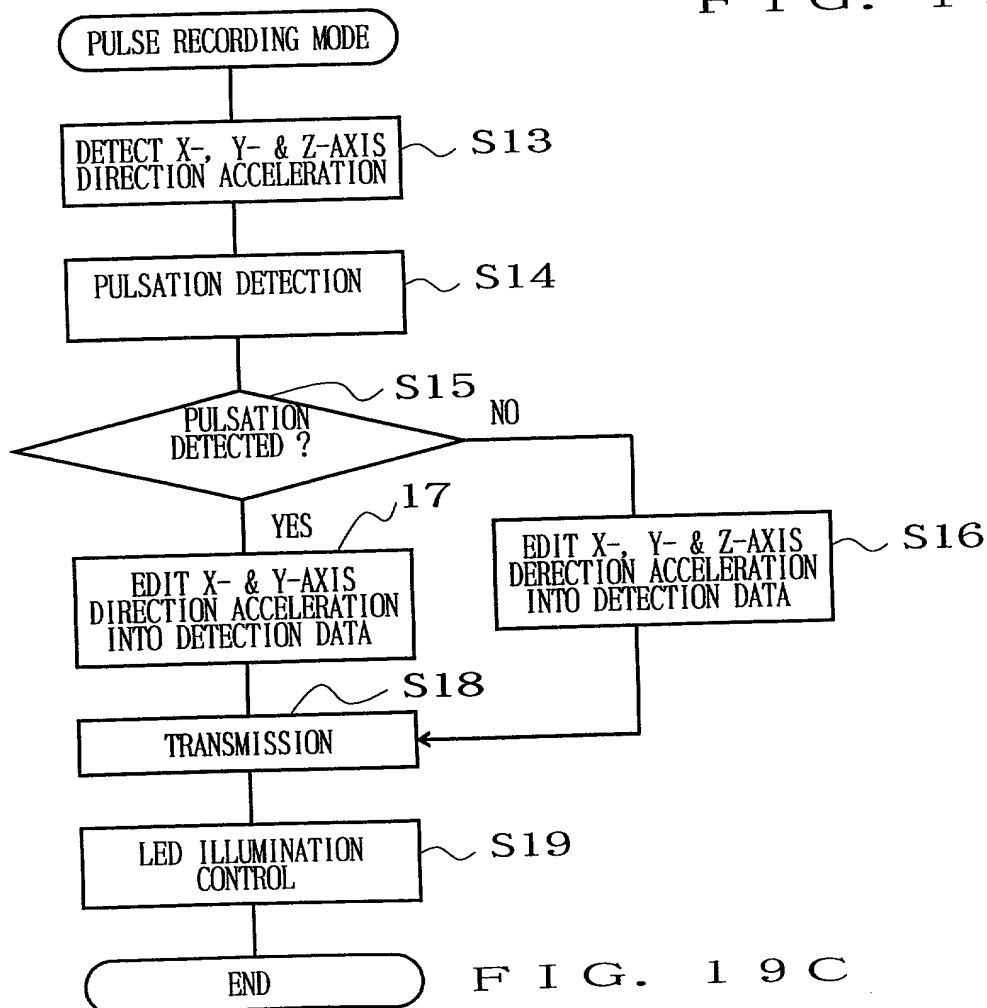 F I G. 1
PULSE RECORDING MODE
DETECT X-, Y- & Z-AXIS
DIRECTION ACCELERATION
S13
PULSATION DETECTION
S14
S15
PULSATION
DETECTED ?
NO
YES
17
EDIT X- & Y-AXIS
DIRECTION ACCELERATION
INTO DETECTION DATA
EDIT X-, Y- & Z-AXIS
DERECTION ACCELERATION
INTO DETECTION DATA
S16
S18
TRANSMISSION
LED ILLUMINATION
CONTROL
S19
END
F I G. 1 9 C